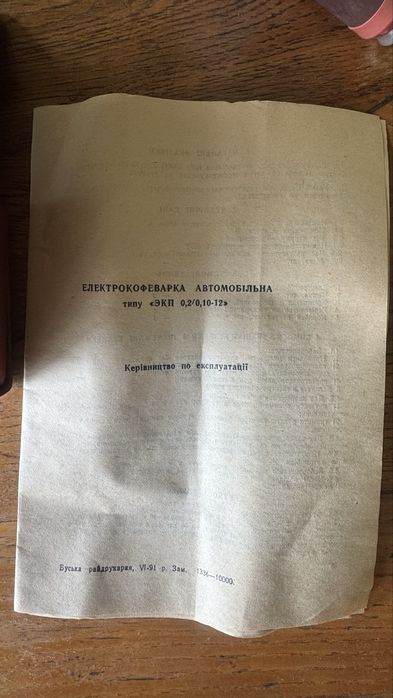 ЕЛЕКТРОКОФЕВАРКА АВТОМОБІЛЬНА
типу «ЭКП 0,2/0,10-12»
Керівництво по експлуатації
Буська райдрукарня, VI-91 р. Зам. 1336—10000.